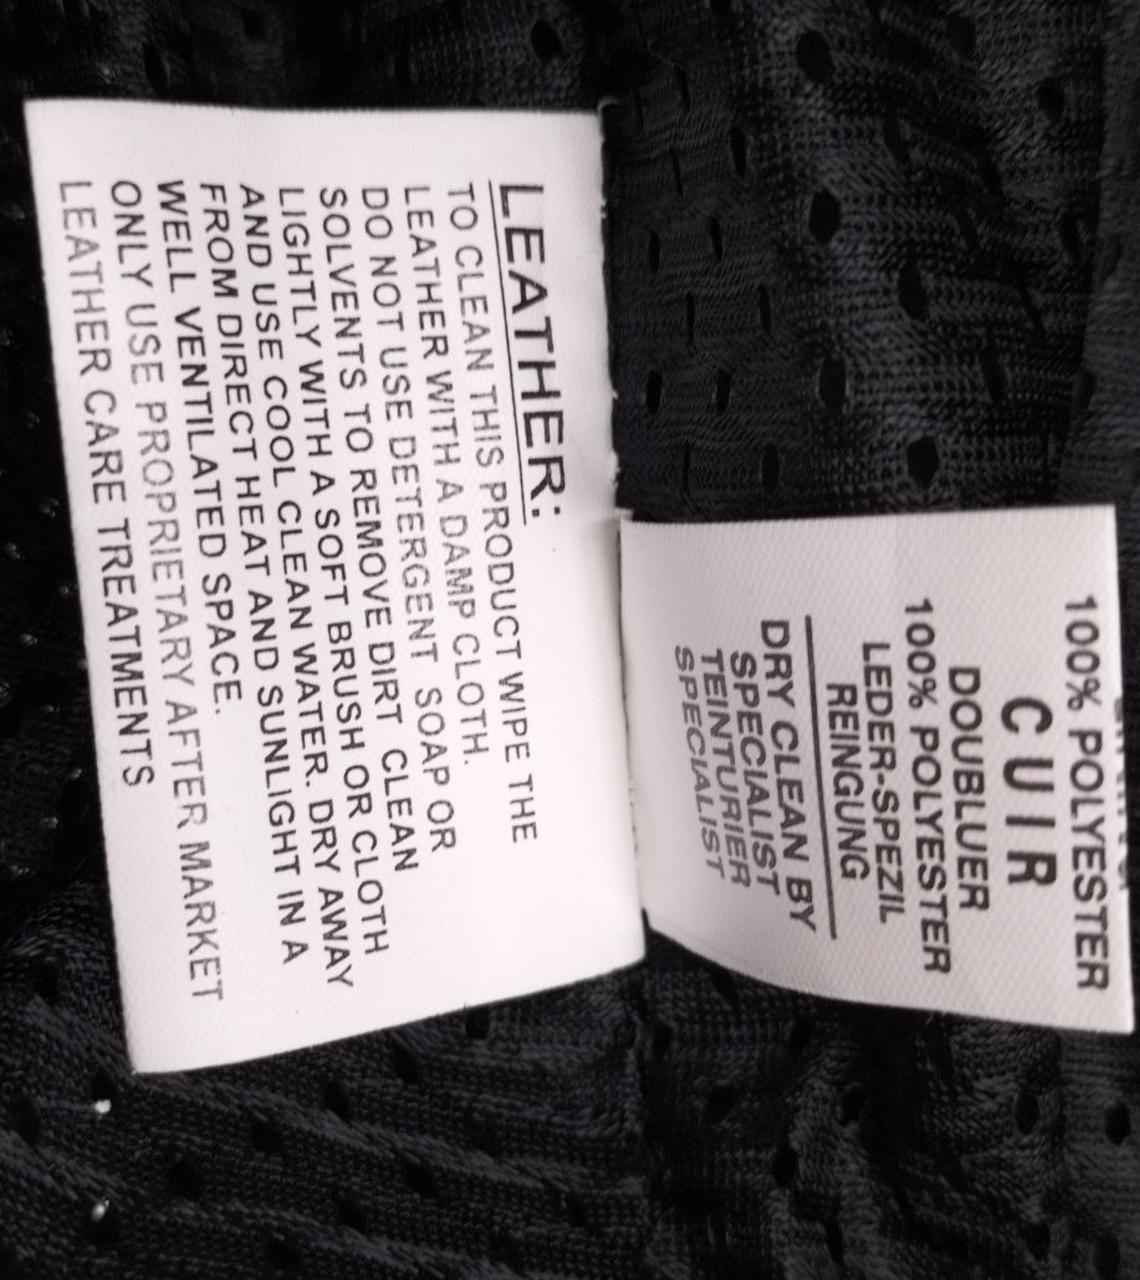 100% POLYESTER
CUIR
DOUBLUER
100% POLYESTER
LEDER-SPEZIL
REINGUNG
DRY CLEAN BY
SPECIALIST
TEINTURIER
SPECIALIST
LEATHER:
TO CLEAN THIS PRODUCT WIPE THE
LEATHER WITH A DAMP CLOTH.
DO NOT USE DETERGENT SOAP OR
SOLVENTS TO REMOVE DIRT CLEAN
LIGHTLY WITH A SOFT BRUSH OR CLOTH
AND USE COOL CLEAN WATER. DRY AWAY
FROM DIRECT HEAT AND SUNLIGHT IN A
WELL VENTILATED SPACE.
ONLY USE PROPRIETARY AFTER MARKET
LEATHER CARE TREATMENTS